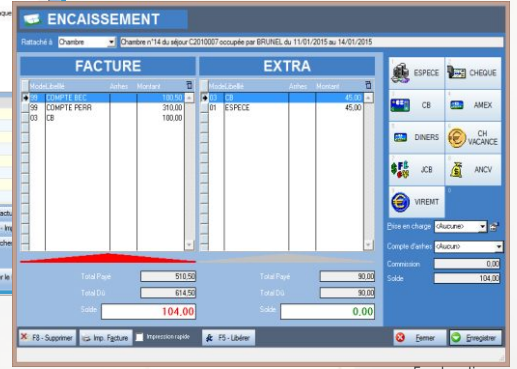 ENCAISSEMENT
Rattaché à Chambre Chambre n°14 du séjour C2010007 occupée par BRUNEL du 11/01/2015 au 14/01/2015
FACTURE EXTRA
Mode Libellé Arrhes Montant Mode Libellé Arrhes Montant
99 COMPTE BEC 100,50 03 CB 45,00
99 COMPTE PERR 310,00 01 ESPECE 45,00
03 CB 100,00
ESPECE CHEQUE
CB AMEX
DINERS CH VACANCE
JCB ANCV
VIREMT
Prise en charge <Aucune>
Compte d'arrhes <Aucun>
Commission 0,00
Solde 104,00
Total Payé 510,50 Total Payé 90,00
Total Dû 614,50 Total Dû 90,00
Solde 104,00 Solde 0,00
F8 - Supprimer Imp. Facture Impression rapide F5 - Libérer Fermer Enregistrer